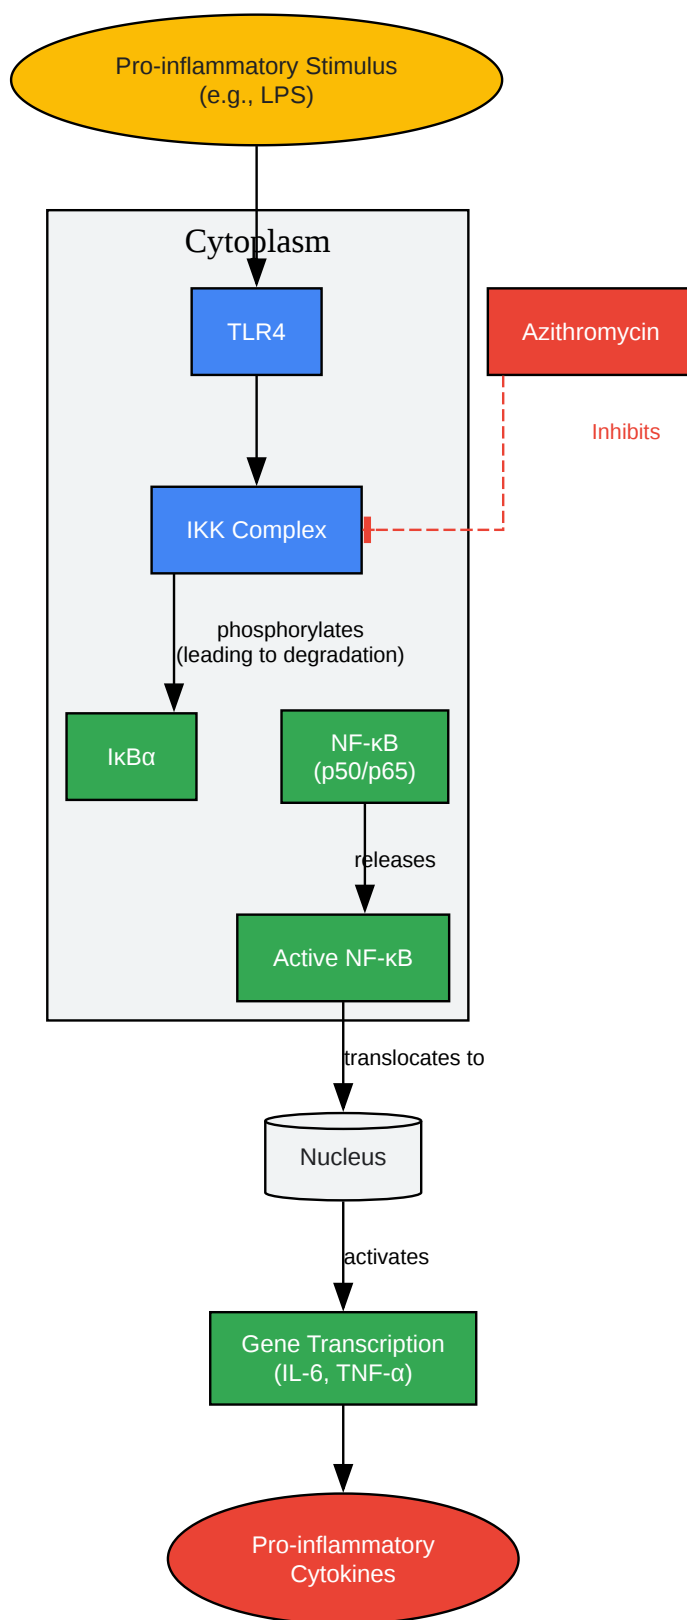 Pro-inflammatory Stimulus
(e.g., LPS)
Cytoplasm
TLR4
Azithromycin
Inhibits
IKK Complex
phosphorylates
(leading to degradation)
IκBα
NF-κB
(p50/p65)
releases
Active NF-κB
translocates to
Nucleus
activates
Gene Transcription
(IL-6, TNF-α)
Pro-inflammatory
Cytokines